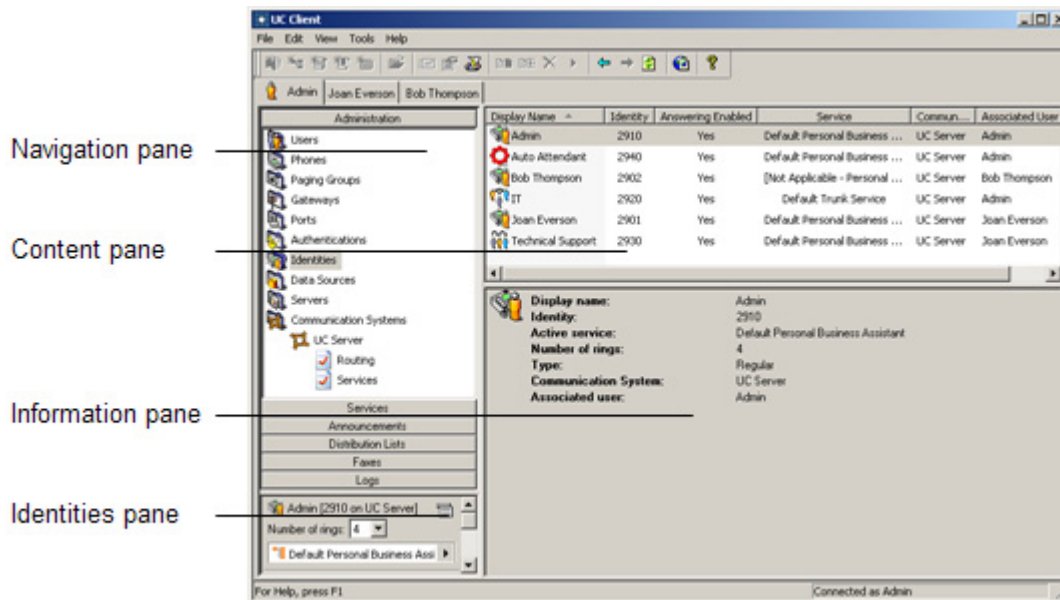 UC Client
File Edit View Tools Help
Admin Joan Everson Bob Thompson
Navigation pane
Content pane
Information pane
Identities pane
Administration
Users
Phones
Paging Groups
Gateways
Ports
Authentications
Identities
Data Sources
Servers
Communication Systems
UC Server
Routing
Services
Services
Announcements
Distribution Lists
Faxes
Logs
Admin [2910 on UC Server]
Number of rings: 4
Default Personal Business Assi
Display Name Identity Answering Enabled Service Commun... Associated User
Admin 2910 Yes Default Personal Business ... UC Server Admin
Auto Attendant 2940 Yes Default Personal Business ... UC Server Admin
Bob Thompson 2902 Yes [Not Applicable - Personal ... UC Server Bob Thompson
IT 2920 Yes Default Trunk Service UC Server Admin
Joan Everson 2901 Yes Default Personal Business ... UC Server Joan Everson
Technical Support 2930 Yes Default Personal Business ... UC Server Joan Everson
Display name: Admin
Identity: 2910
Active service: Default Personal Business Assistant
Number of rings: 4
Type: Regular
Communication System: UC Server
Associated user: Admin
For Help, press F1
Connected as Admin